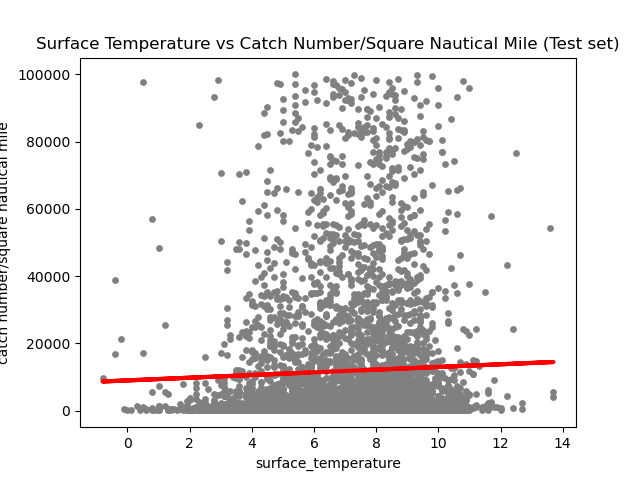 Surface Temperature vs Catch Number/Square Nautical Mile (Test set)
100000
80000
60000
40000
20000
0
catch number/square nautical mile
0 2 4 6 8 10 12 14
surface_temperature